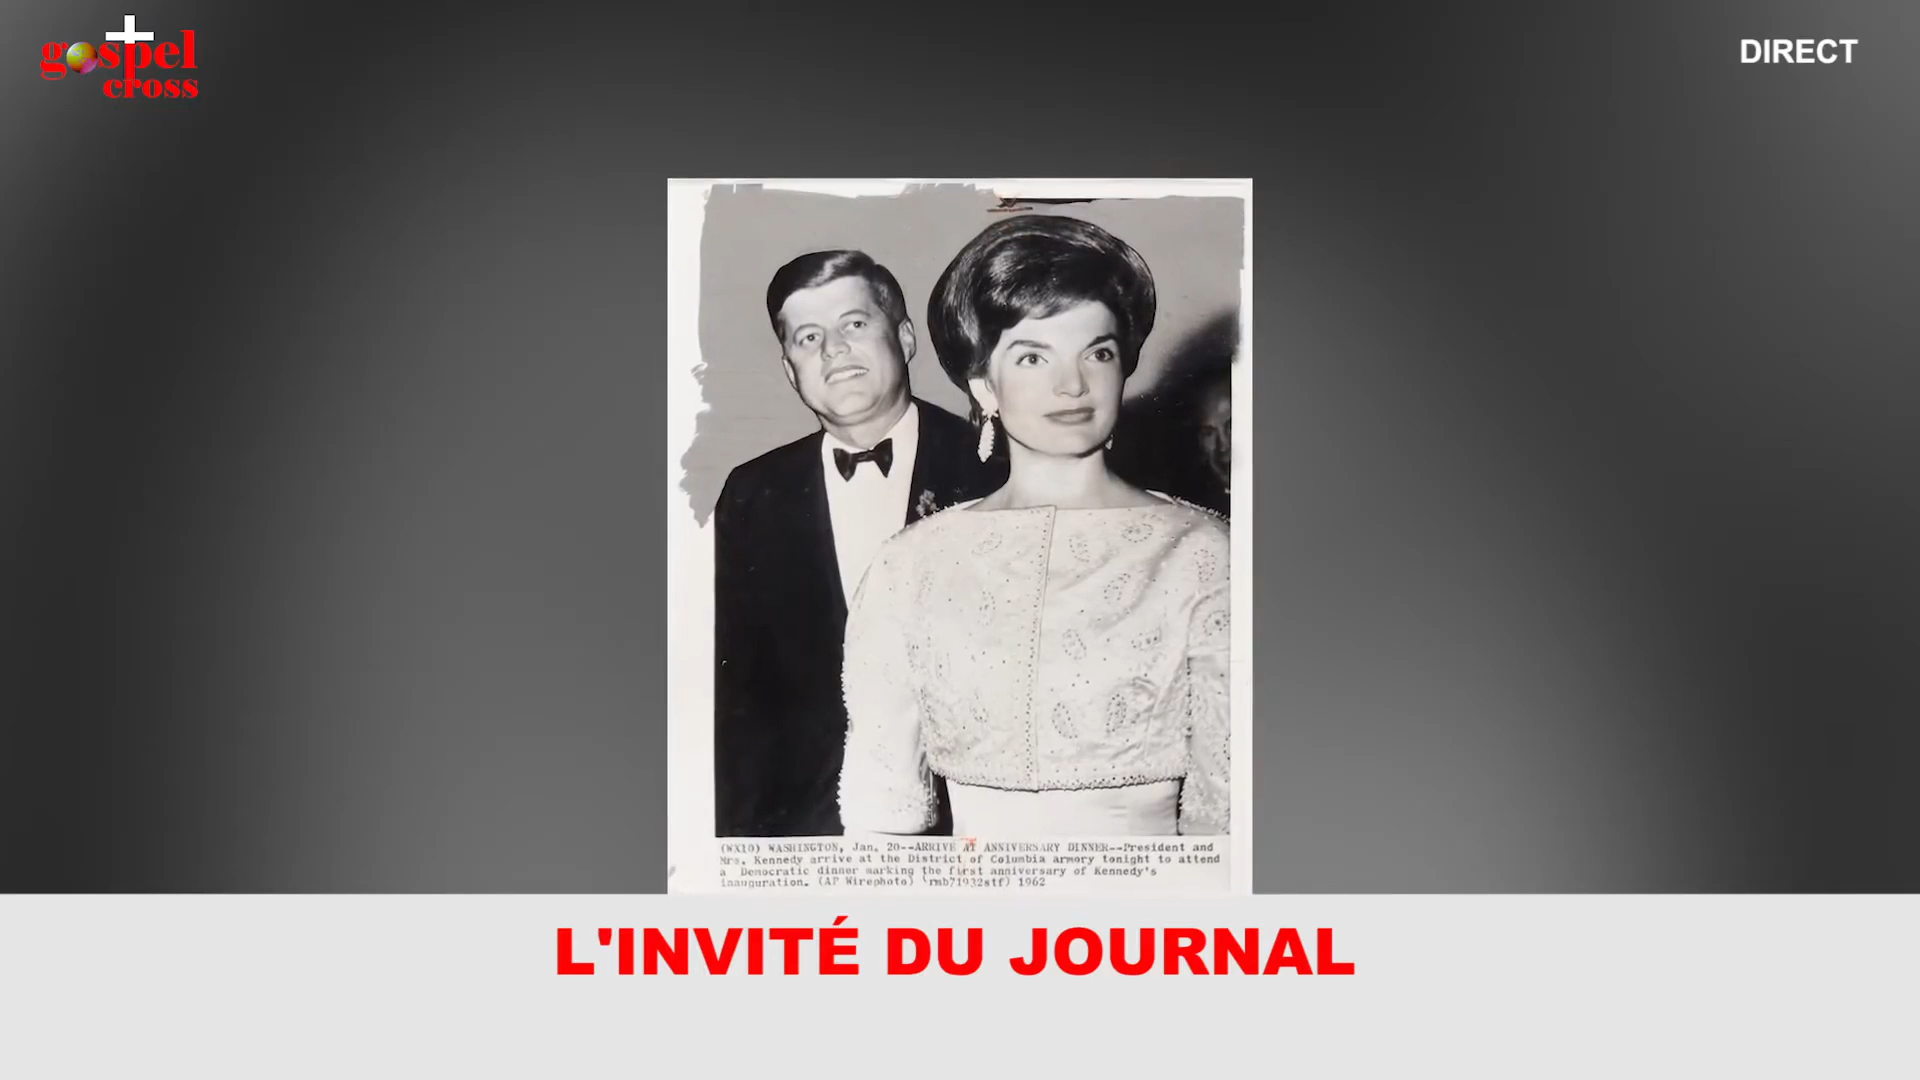 gospel
cross
DIRECT
(WX10) WASHINGTON, Jan. 20--ARRIVE AT ANNIVERSARY DINNER--President and
Mrs. Kennedy arrive at the District of Columbia armory tonight to attend
a Democratic dinner marking the first anniversary of Kennedy's
inauguration. (AP Wirephoto) (rmb71932stf) 1962
L'INVITÉ DU JOURNAL